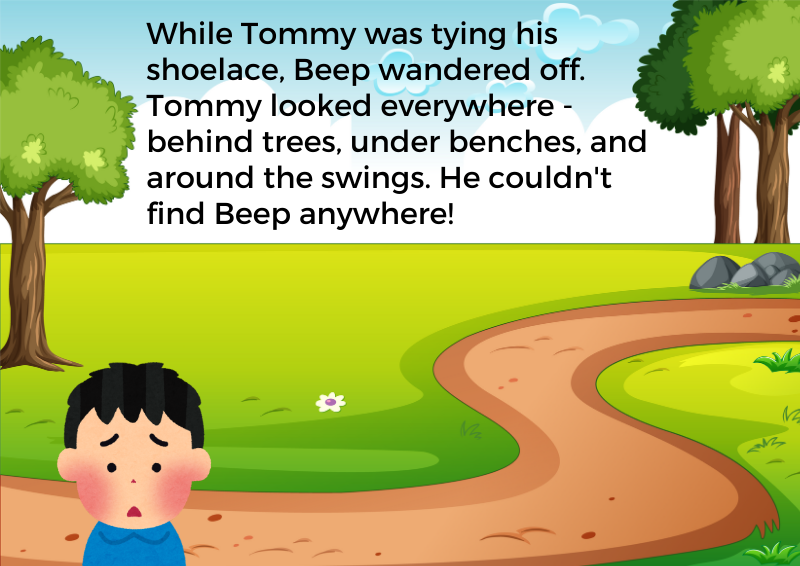 While Tommy was tying his
shoelace, Beep wandered off.
Tommy looked everywhere -
behind trees, under benches, and
around the swings. He couldn't
find Beep anywhere!